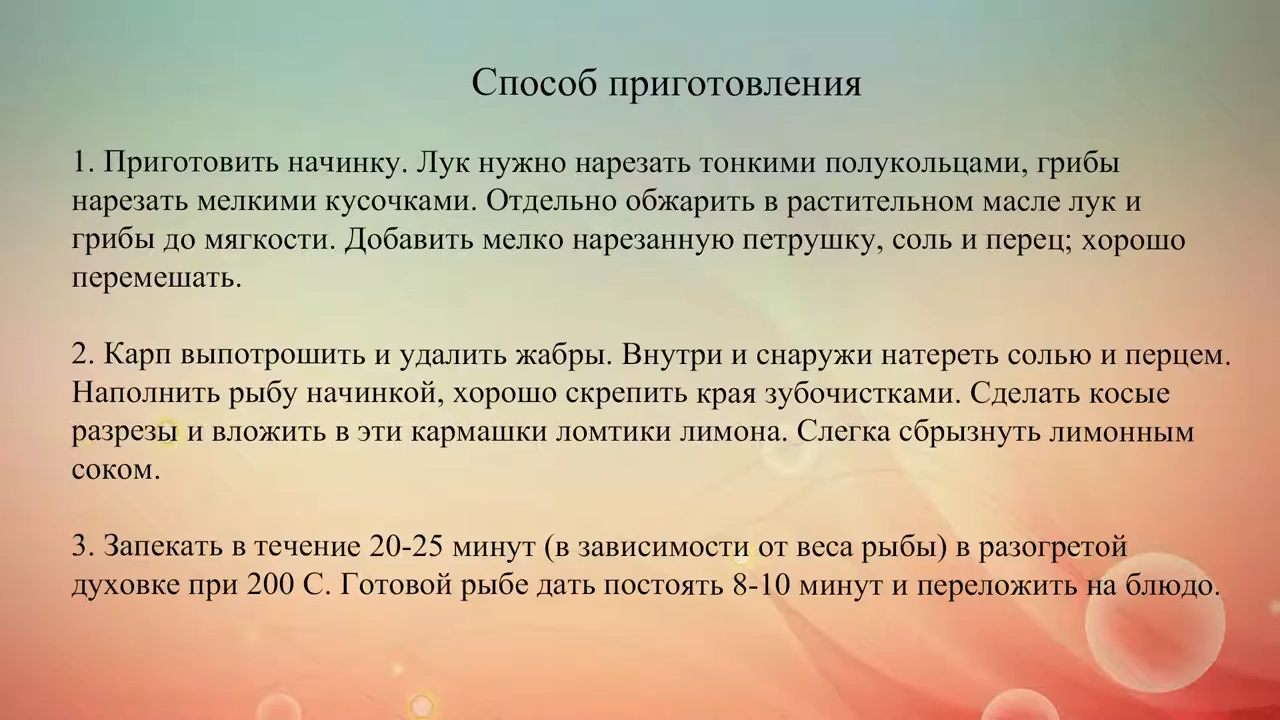 Способ приготовления
1. Приготовить начинку. Лук нужно нарезать тонкими полукольцами, грибы
нарезать мелкими кусочками. Отдельно обжарить в растительном масле лук и
грибы до мягкости. Добавить мелко нарезанную петрушку, соль и перец; хорошо
перемешать.
2. Карп выпотрошить и удалить жабры. Внутри и снаружи натереть солью и перцем.
Наполнить рыбу начинкой, хорошо скрепить края зубочистками. Сделать косые
разрезы и вложить в эти кармашки ломтики лимона. Слегка сбрызнуть лимонным
соком.
3. Запекать в течение 20-25 минут (в зависимости от веса рыбы) в разогретой
духовке при 200 С. Готовой рыбе дать постоять 8-10 минут и переложить на блюдо.